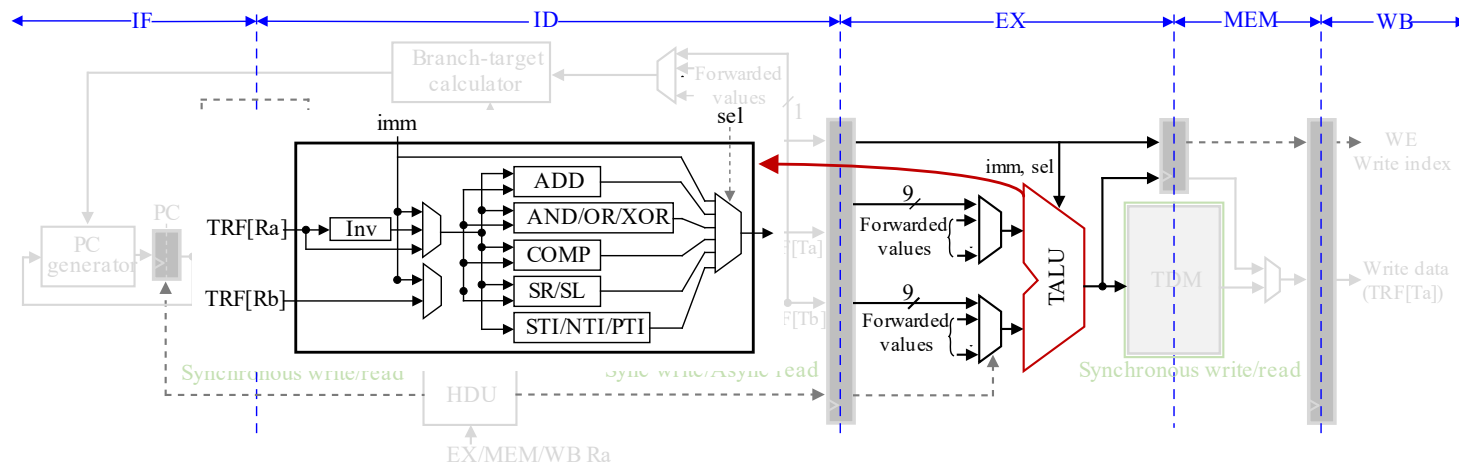 IF
ID
EX
MEM
WB
Branch-target
calculator
Forwarded
values
1
imm
sel
WE
Write index
imm, sel
ADD
PC
TRF[Ra]
Inv
AND/OR/XOR
9
Forwarded
values
PC
generator
COMP
F[Ta]
TALU
TDM
Write data
(TRF[Ta])
TRF[Rb]
SR/SL
9
F[Tb]
Forwarded
values
STI/NTI/PTI
Synchronous write/read
Sync write/Async read
Synchronous write/read
HDU
EX/MEM/WB Ra